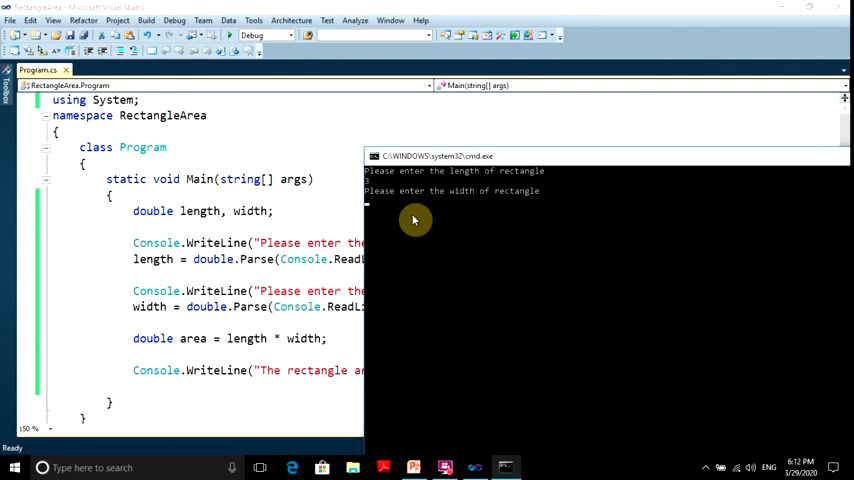 RectangleArea - Microsoft Visual Studio
File Edit View Refactor Project Build Debug Team Data Tools Architecture Test Analyze Window Help
Debug
Program.cs
RectangleArea.Program
Main(string[] args)
Toolbox
using System;
namespace RectangleArea
{
class Program
{
static void Main(string[] args)
{
double length, width;
Console.WriteLine("Please enter the
length = double.Parse(Console.ReadL
Console.WriteLine("Please enter the
width = double.Parse(Console.ReadLi
double area = length * width;
Console.WriteLine("The rectangle ar
}
}
150 %
C:\WINDOWS\system32\cmd.exe
Please enter the length of rectangle
3
Please enter the width of rectangle
Ready
Type here to search
ENG
6:12 PM
3/29/2020